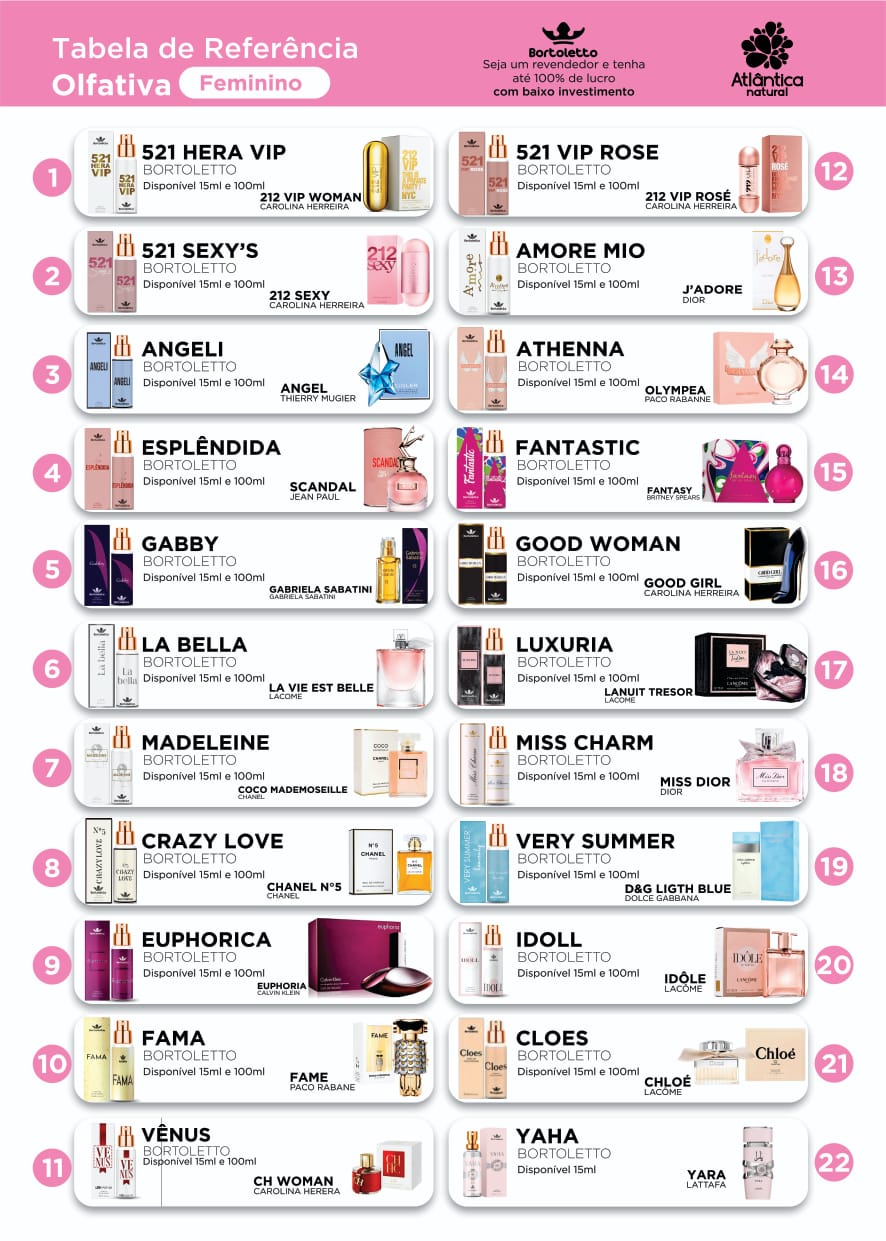 Tabela de Referência
Olfativa Feminino
Bortoletto
Seja um revendedor e tenha
até 100% de lucro
com baixo investimento
Atlântica
natural
1
521 HERA VIP
BORTOLETTO
Disponível 15ml e 100ml
212 VIP WOMAN
CAROLINA HERREIRA
2
521 SEXY'S
BORTOLETTO
Disponível 15ml e 100ml
212 SEXY
CAROLINA HERREIRA
3
ANGELI
BORTOLETTO
Disponível 15ml e 100ml
ANGEL
THIERRY MUGIER
4
ESPLÊNDIDA
BORTOLETTO
Disponível 15ml e 100ml
SCANDAL
JEAN PAUL
5
GABBY
BORTOLETTO
Disponível 15ml e 100ml
GABRIELA SABATINI
GABRIELA SABATINI
6
LA BELLA
BORTOLETTO
Disponível 15ml e 100ml
LA VIE EST BELLE
LACOME
7
MADELEINE
BORTOLETTO
Disponível 15ml e 100ml
COCO MADEMOSEILLE
CHANEL
8
CRAZY LOVE
BORTOLETTO
Disponível 15ml e 100ml
CHANEL Nº5
CHANEL
9
EUPHORICA
BORTOLETTO
Disponível 15ml e 100ml
EUPHORIA
CALVIN KLEIN
10
FAMA
BORTOLETTO
Disponível 15ml e 100ml
FAME
PACO RABANE
11
VÊNUS
BORTOLETTO
Disponível 15ml e 100ml
CH WOMAN
CAROLINA HERERA
12
521 VIP ROSE
BORTOLETTO
Disponível 15ml e 100ml
212 VIP ROSÉ
CAROLINA HERREIRA
13
AMORE MIO
BORTOLETTO
Disponível 15ml e 100ml
J'ADORE
DIOR
14
ATHENNA
BORTOLETTO
Disponível 15ml e 100ml
OLYMPEA
PACO RABANNE
15
FANTASTIC
BORTOLETTO
Disponível 15ml e 100ml
FANTASY
BRITNEY SPEARS
16
GOOD WOMAN
BORTOLETTO
Disponível 15ml e 100ml
GOOD GIRL
CAROLINA HERREIRA
17
LUXURIA
BORTOLETTO
Disponível 15ml e 100ml
LANUIT TRESOR
LACOME
18
MISS CHARM
BORTOLETTO
Disponível 15ml e 100ml
MISS DIOR
DIOR
19
VERY SUMMER
BORTOLETTO
Disponível 15ml e 100ml
D&G LIGTH BLUE
DOLCE GABBANA
20
IDOLL
BORTOLETTO
Disponível 15ml e 100ml
IDÔLE
LACÔME
21
CLOES
BORTOLETTO
Disponível 15ml e 100ml
CHLOÉ
LACÔME
22
YAHA
BORTOLETTO
Disponível 15ml
YARA
LATTAFA